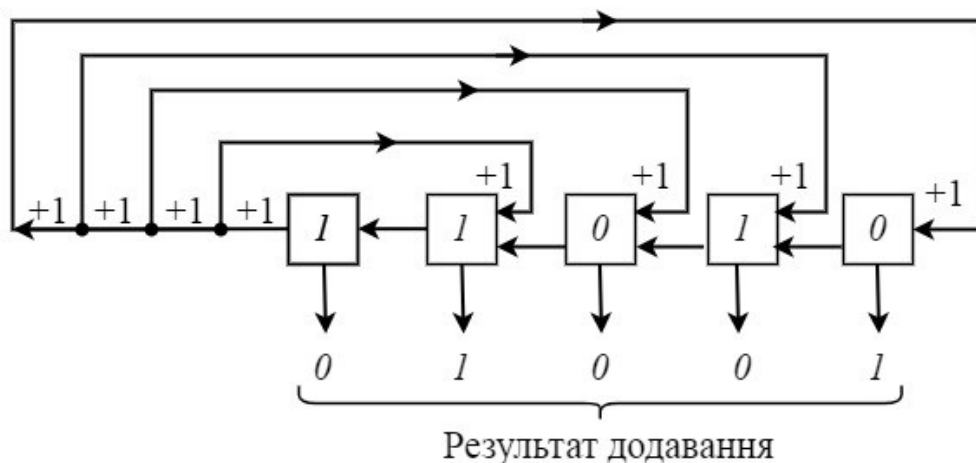 +1 +1 +1 +1
+1 +1 +1 +1
1 1 0 1 0
0 1 0 0 1
Результат додавання